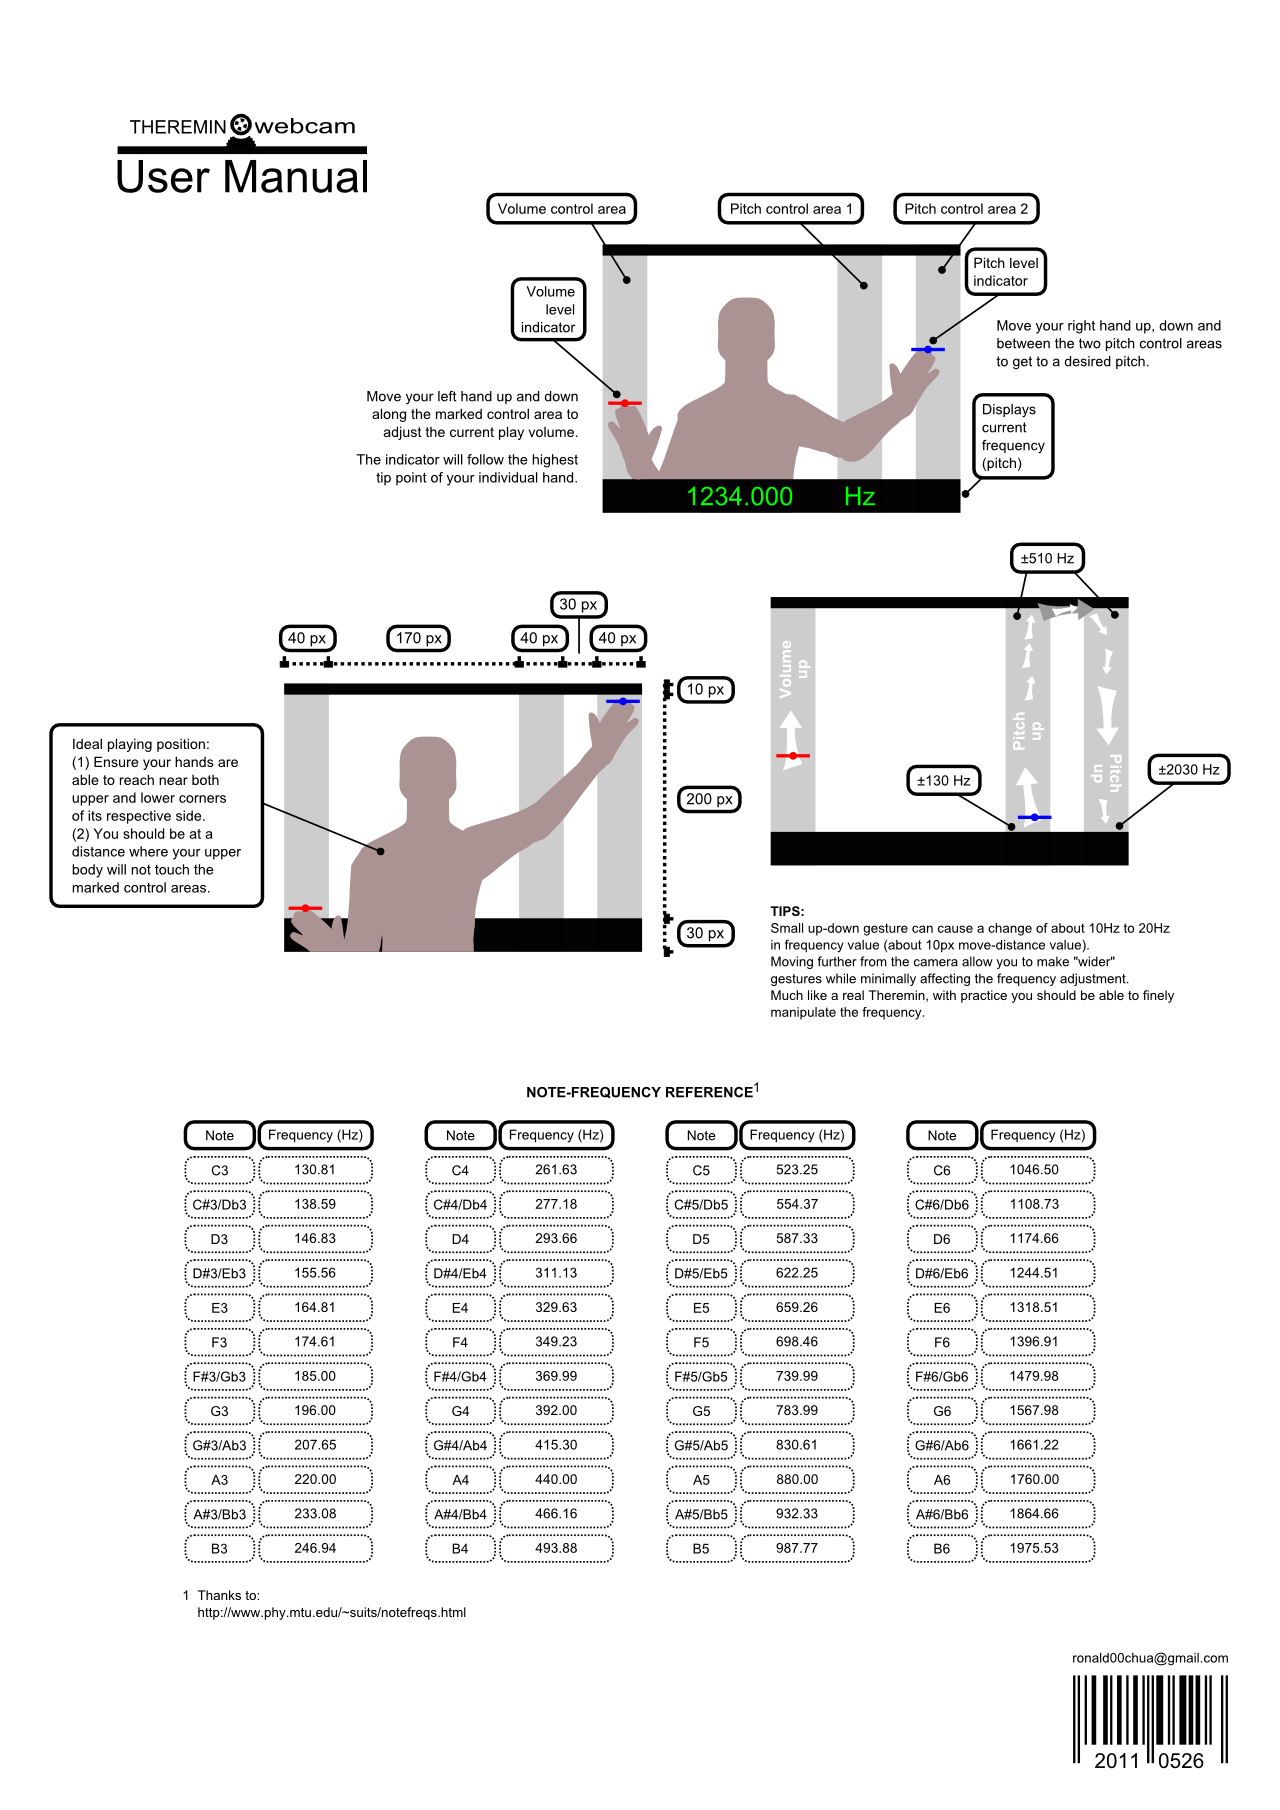 THEREMIN webcam
User Manual
Volume control area
Pitch control area 1
Pitch control area 2
Volume
level
indicator
Pitch level
indicator
Move your right hand up, down and
between the two pitch control areas
to get to a desired pitch.
Move your left hand up and down
along the marked control area to
adjust the current play volume.
The indicator will follow the highest
tip point of your individual hand.
Displays
current
frequency
(pitch)
1234.000 Hz
30 px
40 px
170 px
40 px
40 px
10 px
200 px
30 px
Ideal playing position:
(1) Ensure your hands are
able to reach near both
upper and lower corners
of its respective side.
(2) You should be at a
distance where your upper
body will not touch the
marked control areas.
±510 Hz
Volume
up
Pitch
up
Pitch
up
±130 Hz
±2030 Hz
TIPS:
Small up-down gesture can cause a change of about 10Hz to 20Hz
in frequency value (about 10px move-distance value).
Moving further from the camera allow you to make "wider"
gestures while minimally affecting the frequency adjustment.
Much like a real Theremin, with practice you should be able to finely
manipulate the frequency.
NOTE-FREQUENCY REFERENCE1
Note Frequency (Hz) Note Frequency (Hz) Note Frequency (Hz) Note Frequency (Hz)
C3 130.81 C4 261.63 C5 523.25 C6 1046.50
C#3/Db3 138.59 C#4/Db4 277.18 C#5/Db5 554.37 C#6/Db6 1108.73
D3 146.83 D4 293.66 D5 587.33 D6 1174.66
D#3/Eb3 155.56 D#4/Eb4 311.13 D#5/Eb5 622.25 D#6/Eb6 1244.51
E3 164.81 E4 329.63 E5 659.26 E6 1318.51
F3 174.61 F4 349.23 F5 698.46 F6 1396.91
F#3/Gb3 185.00 F#4/Gb4 369.99 F#5/Gb5 739.99 F#6/Gb6 1479.98
G3 196.00 G4 392.00 G5 783.99 G6 1567.98
G#3/Ab3 207.65 G#4/Ab4 415.30 G#5/Ab5 830.61 G#6/Ab6 1661.22
A3 220.00 A4 440.00 A5 880.00 A6 1760.00
A#3/Bb3 233.08 A#4/Bb4 466.16 A#5/Bb5 932.33 A#6/Bb6 1864.66
B3 246.94 B4 493.88 B5 987.77 B6 1975.53
1 Thanks to:
http://www.phy.mtu.edu/~suits/notefreqs.html
ronald00chua@gmail.com
2011 0526